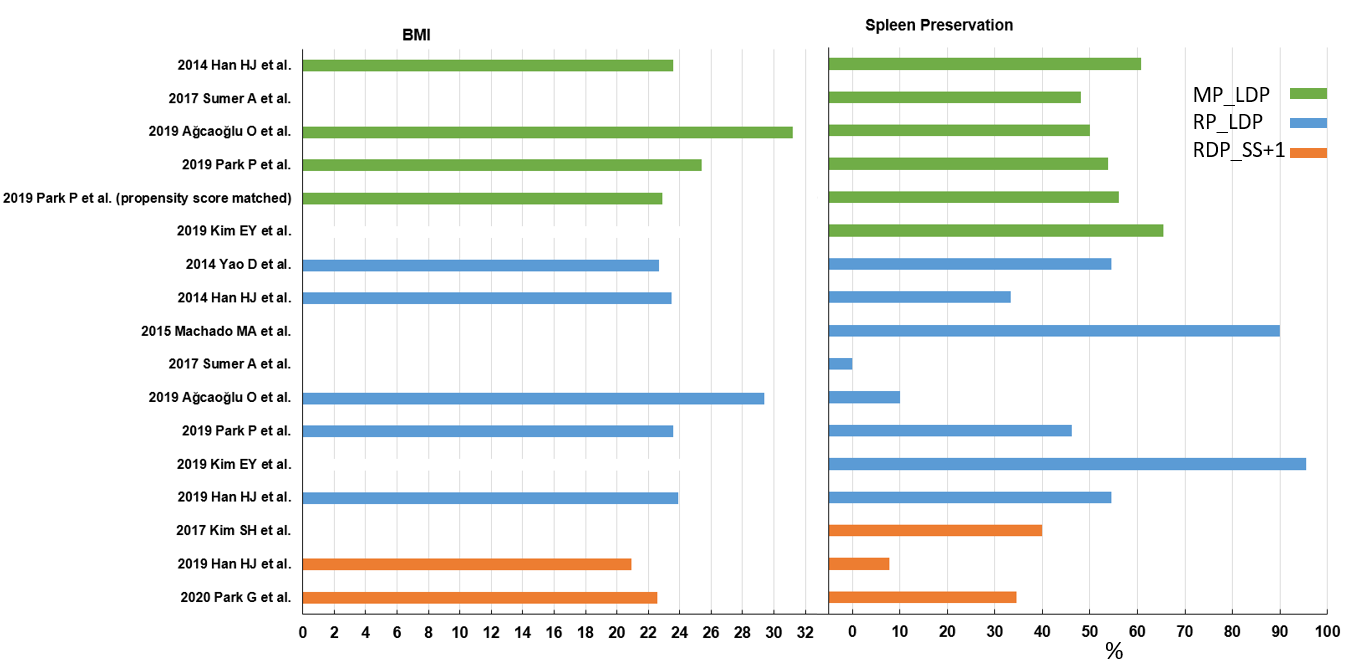 BMI
Spleen Preservation
2014 Han HJ et al.
2017 Sumer A et al.
2019 Ağcaoğlu O et al.
2019 Park P et al.
2019 Park P et al. (propensity score matched)
2019 Kim EY et al.
2014 Yao D et al.
2014 Han HJ et al.
2015 Machado MA et al.
2017 Sumer A et al.
2019 Ağcaoğlu O et al.
2019 Park P et al.
2019 Kim EY et al.
2019 Han HJ et al.
2017 Kim SH et al.
2019 Han HJ et al.
2020 Park G et al.
0 2 4 6 8 10 12 14 16 18 20 22 24 26 28 30 32
MP_LDP
RP_LDP
RDP_SS+1
0 10 20 30 40 50 60 70 80 90 100
%